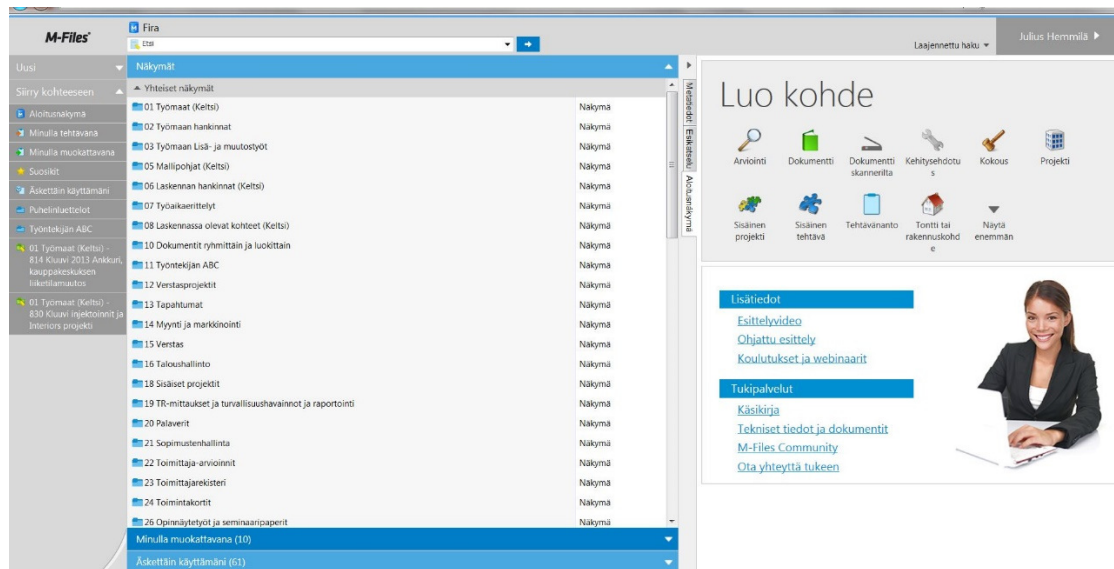 M-Files
Fira
Etsi
Laajennettu haku
Julius Hemmilä
Uusi
Siirry kohteeseen
Aloitusnäkymä
Minulla tehtävänä
Minulla muokattavana
Suosikit
Äskettäin käyttämäni
Puhelinluettelot
Työntekijän ABC
01 Työmaat (Keltsi) -
814 Kluuvi 2013 Ankkuri,
kauppakeskuksen
liiketilamuutos
01 Työmaat (Keltsi) -
830 Kluuvi injektoinnit ja
Interiors projekti
Näkymät
Yhteiset näkymät
01 Työmaat (Keltsi) Näkymä
02 Työmaan hankinnat Näkymä
03 Työmaan Lisä- ja muutostyöt Näkymä
05 Mallipohjat (Keltsi) Näkymä
06 Laskennan hankinnat (Keltsi) Näkymä
07 Työaikaerittelyt Näkymä
08 Laskennassa olevat kohteet (Keltsi) Näkymä
10 Dokumentit ryhmittäin ja luokittain Näkymä
11 Työntekijän ABC Näkymä
12 Verstasprojektit Näkymä
13 Tapahtumat Näkymä
14 Myynti ja markkinointi Näkymä
15 Verstas Näkymä
16 Taloushallinto Näkymä
18 Sisäiset projektit Näkymä
19 TR-mittaukset ja turvallisuushavainnot ja raportointi Näkymä
20 Palaverit Näkymä
21 Sopimustenhallinta Näkymä
22 Toimittaja-arvioinnit Näkymä
23 Toimittajarekisteri Näkymä
24 Toimintakortit Näkymä
26 Opinnäytetyöt ja seminaaripaperit Näkymä
Minulla muokattavana (10)
Äskettäin käyttämäni (61)
Metatiedot
Esikatselu
Aloitusnäkymä
Luo kohde
Arviointi
Dokumentti
Dokumentti
skannerilta
Kehitysehdotu
s
Kokous
Projekti
Sisäinen
projekti
Sisäinen
tehtävä
Tehtävänanto
Tontti tai
rakennuskohd
e
Näytä
enemmän
Lisätiedot
Esittelyvideo
Ohjattu esittely
Koulutukset ja webinaarit
Tukipalvelut
Käsikirja
Tekniset tiedot ja dokumentit
M-Files Community
Ota yhteyttä tukeen